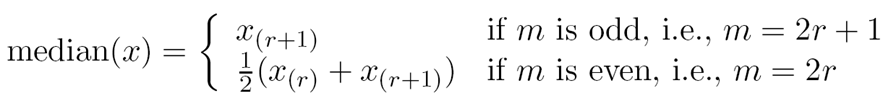 median(x) = { x_(r+1) if m is odd, i.e., m = 2r + 1
½(x_(r) + x_(r+1)) if m is even, i.e., m = 2r